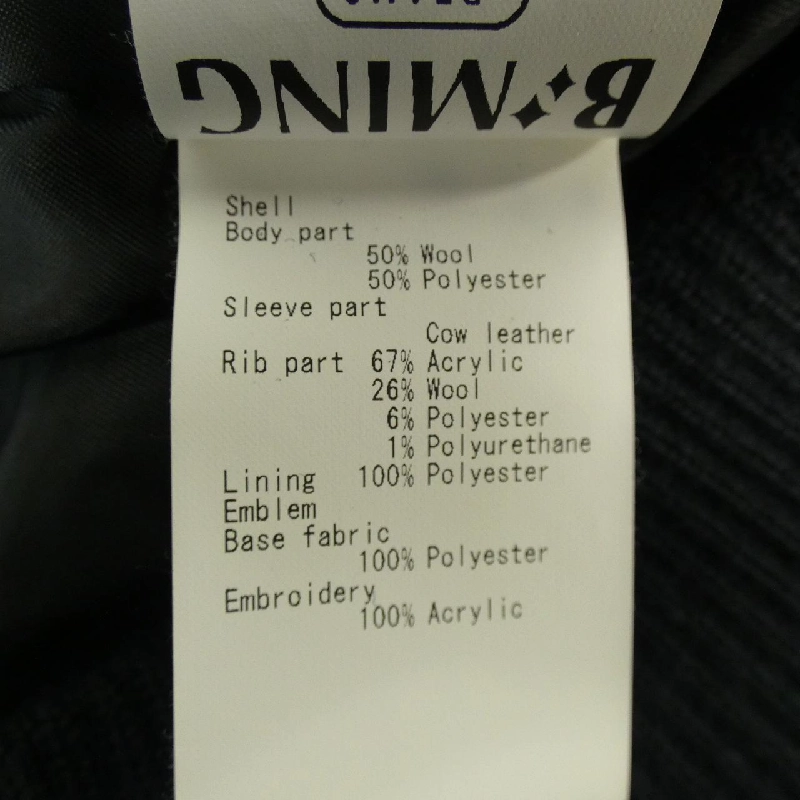 B MING
Shell
Body part
50% Wool
50% Polyester
Sleeve part
Cow leather
Rib part 67% Acrylic
26% Wool
6% Polyester
1% Polyurethane
Lining 100% Polyester
Emblem
Base fabric
100% Polyester
Embroidery
100% Acrylic